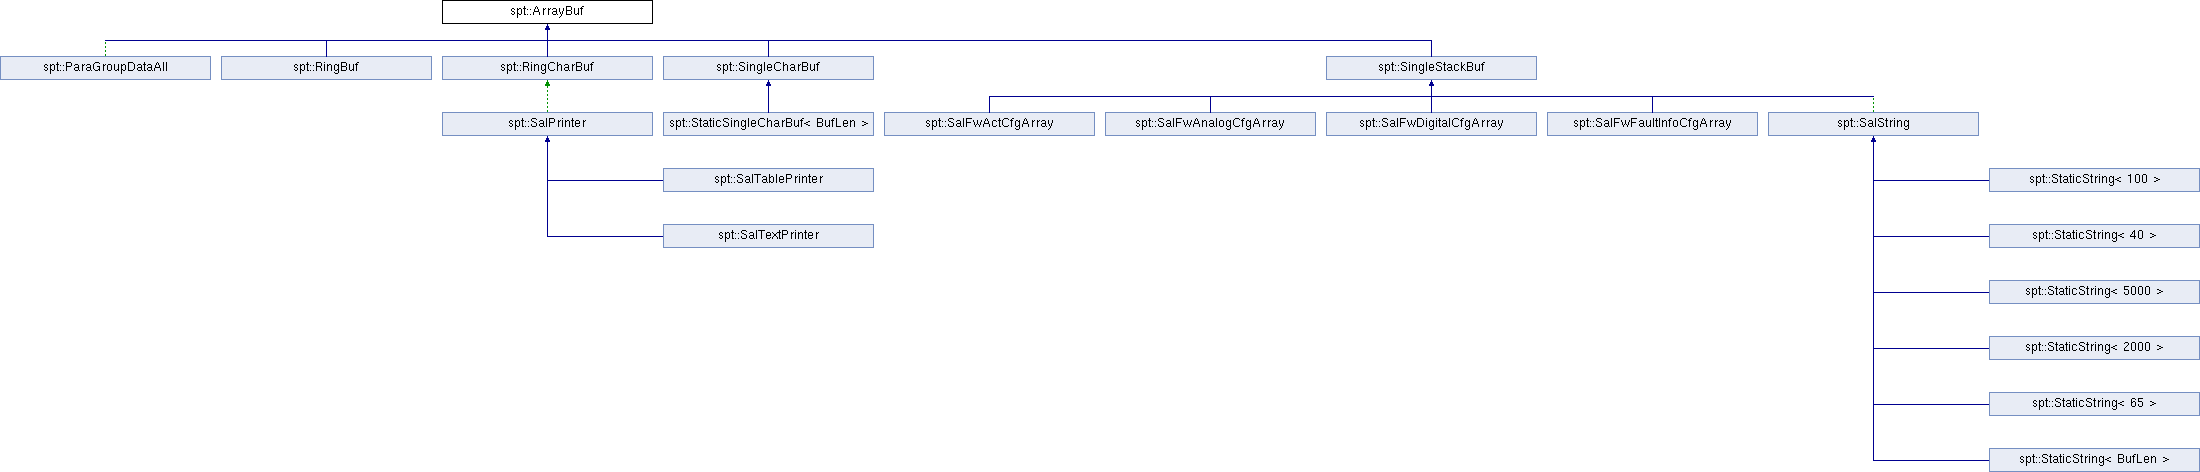 spt::ArrayBuf
spt::ParaGroupDataAll
spt::RingBuf
spt::RingCharBuf
spt::SingleCharBuf
spt::SingleStackBuf
spt::SalPrinter
spt::StaticSingleCharBuf< BufLen >
spt::SalFwActCfgArray
spt::SalFwAnalogCfgArray
spt::SalFwDigitalCfgArray
spt::SalFwFaultInfoCfgArray
spt::SalString
spt::SalTablePrinter
spt::StaticString< 100 >
spt::SalTextPrinter
spt::StaticString< 40 >
spt::StaticString< 5000 >
spt::StaticString< 2000 >
spt::StaticString< 65 >
spt::StaticString< BufLen >